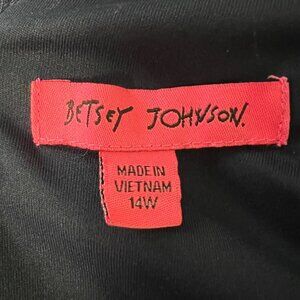 BETSEY JOHNSON.
MADE IN
VIETNAM
14W